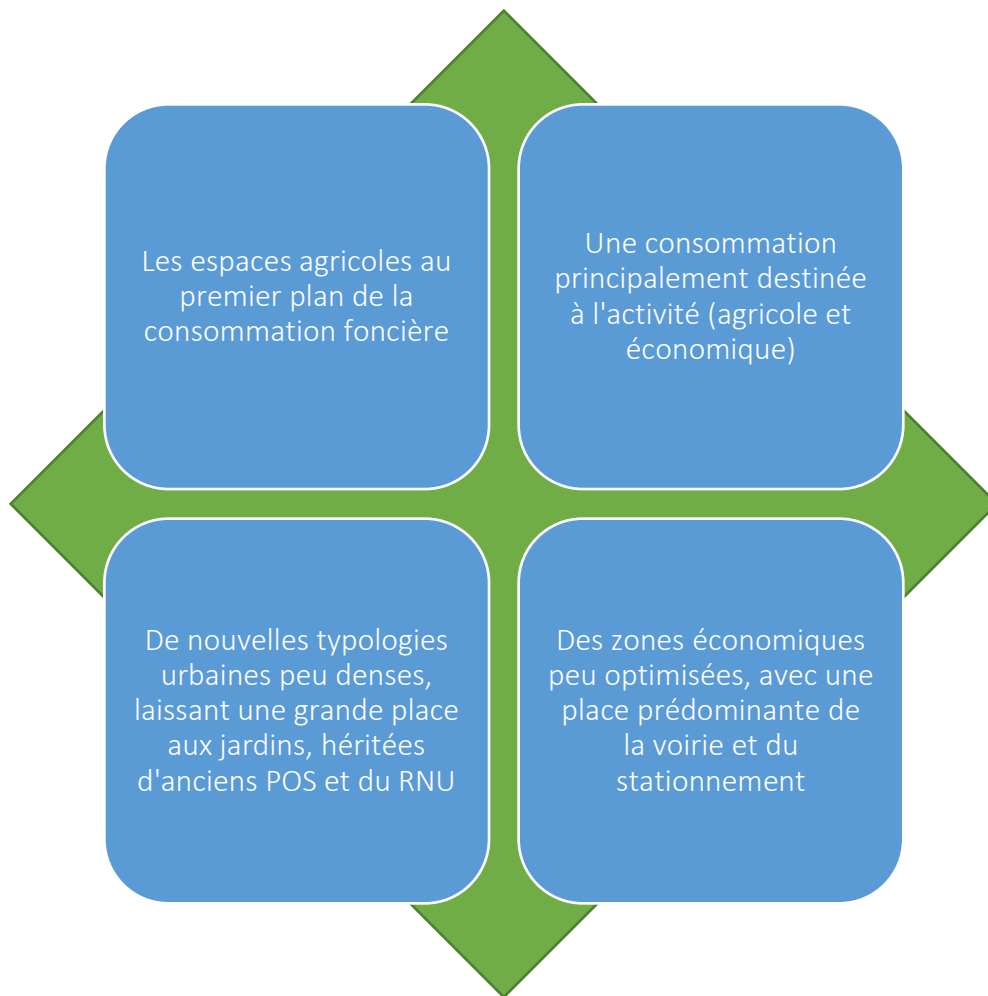 Les espaces agricoles au
premier plan de la
consommation foncière
Une consommation
principalement destinée
à l'activité (agricole et
économique)
De nouvelles typologies
urbaines peu denses,
laissant une grande place
aux jardins, héritées
d'anciens POS et du RNU
Des zones économiques
peu optimisées, avec une
place prédominante de
la voirie et du
stationnement